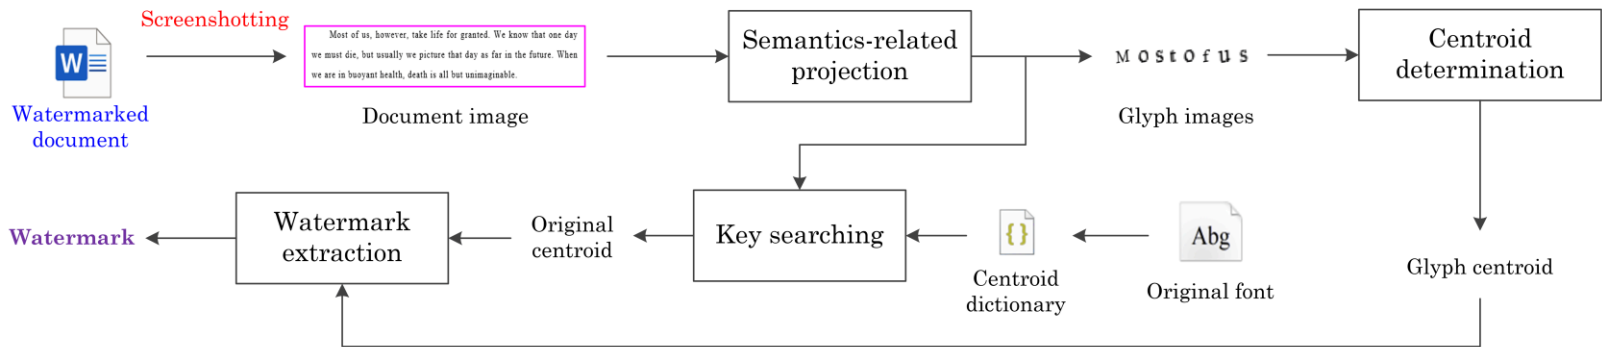 Screenshotting
W
Watermarked
document
Most of us, however, take life for granted. We know that one day
we must die, but usually we picture that day as far in the future. When
we are in buoyant health, death is all but unimaginable.
Document image
Semantics-related
projection
M o s t O f u s
Glyph images
Centroid
determination
Watermark
Watermark
extraction
Original
centroid
Key searching
{ }
Centroid
dictionary
Abg
Original font
Glyph centroid